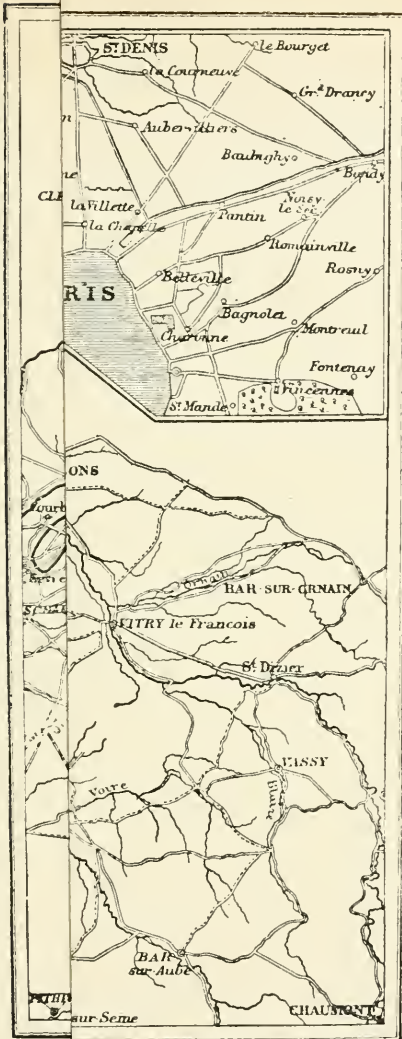 St. DENIS
le Bourget
la Courneuve
Grd. Drancy
Aubervilliers
Baubighy
Bondy
la Villette
Pantin
Noisy
le Sec
la Chapelle
Romainville
Rosny
RIS
Belleville
Bagnolet
Charonne
Montreuil
Fontenay
Vincennes
St. Mandé
ONS
Ornain
BAR-SUR-ORNAIN
VITRY le Francois
St. Dizier
VASSY
Voire
Blaise
BAR
sur Aube
CHAUMONT
sur Seine